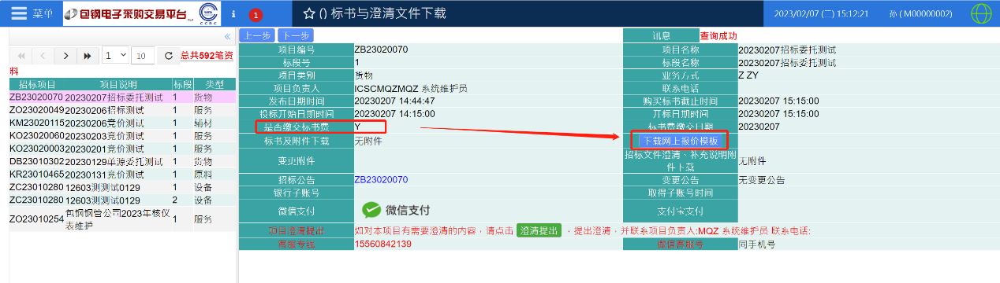 菜单 包钢电子采购交易平台 V1.0 CCRC i 1 ☆ () 标书与澄清文件下载 2023/02/07 (二) 15:12:21 孙 ( M00000002)
«
1 10 总共592笔资料
招标项目 项目说明 标段 类型
ZB23020070 20230207招标委托测试 1 货物
ZO23020049 20230206招标测试 1 服务
KM23020115 20230206竞价测试 1 辅材
KO23020060 20230203竞价测试 1 服务
KO23020003 20230201竞价测试 1 服务
DB23010302 20230129单源委托测试 1 货物
KR23010465 20230131竞价测试 1 原料
ZC23010280 12603测测试0129 1 设备
ZC23010280 12603测测试0129 2 设备
ZO23010254 包钢钢管公司2023年核仪表维护 1 服务
上一步 下一步 讯息 查询成功
项目编号 ZB23020070 项目名称 20230207招标委托测试
标段号 1 标段名称 20230207招标委托测试
项目类别 货物 业务方式 Z ZY
项目负责人 ICSCMQZMQZ 系统维护员 联系电话
发布日期时间 20230207 14:44:47 购买标书截止时间 20230207 15:15:00
投标开始日期时间 20230207 14:15:00 开标日期时间 20230207 15:15:00
是否缴交标书费 Y 标书费缴交日期 20230207
标书及附件下载 无附件 下载网上报价模板
变更附件 招标文件澄清、补充说明附件下载 无附件
招标公告 ZB23020070 变更公告 无变更公告
银行子账号 取得子账号时间
微信支付 微信支付 支付宝支付
项目澄清提出 如对本项目有需要澄清的内容，请点击 澄清提出 ，提出澄清，并联系项目负责人:MQZ 系统维护员 联系电话:
客服专线 15560842139 微信客服号 同手机号